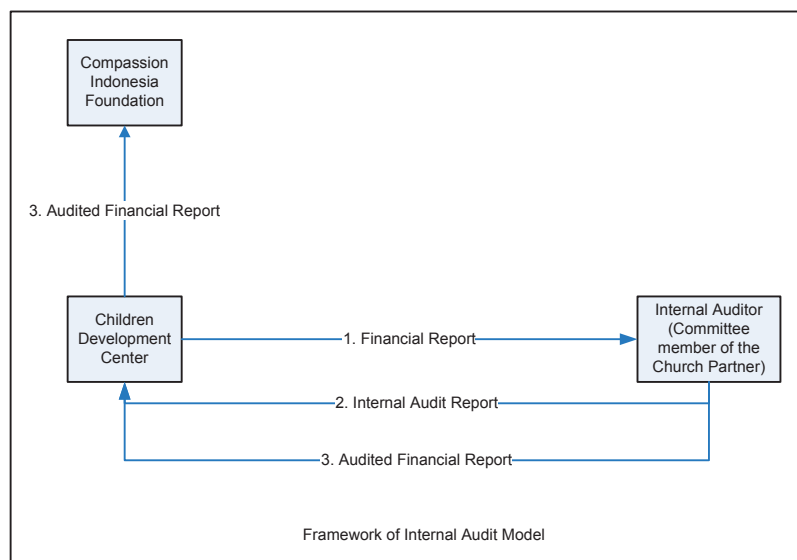 Compassion
Indonesia
Foundation
3. Audited Financial Report
Children
Development
Center
1. Financial Report
Internal Auditor
(Committee
member of the
Church Partner)
2. Internal Audit Report
3. Audited Financial Report
Framework of Internal Audit Model